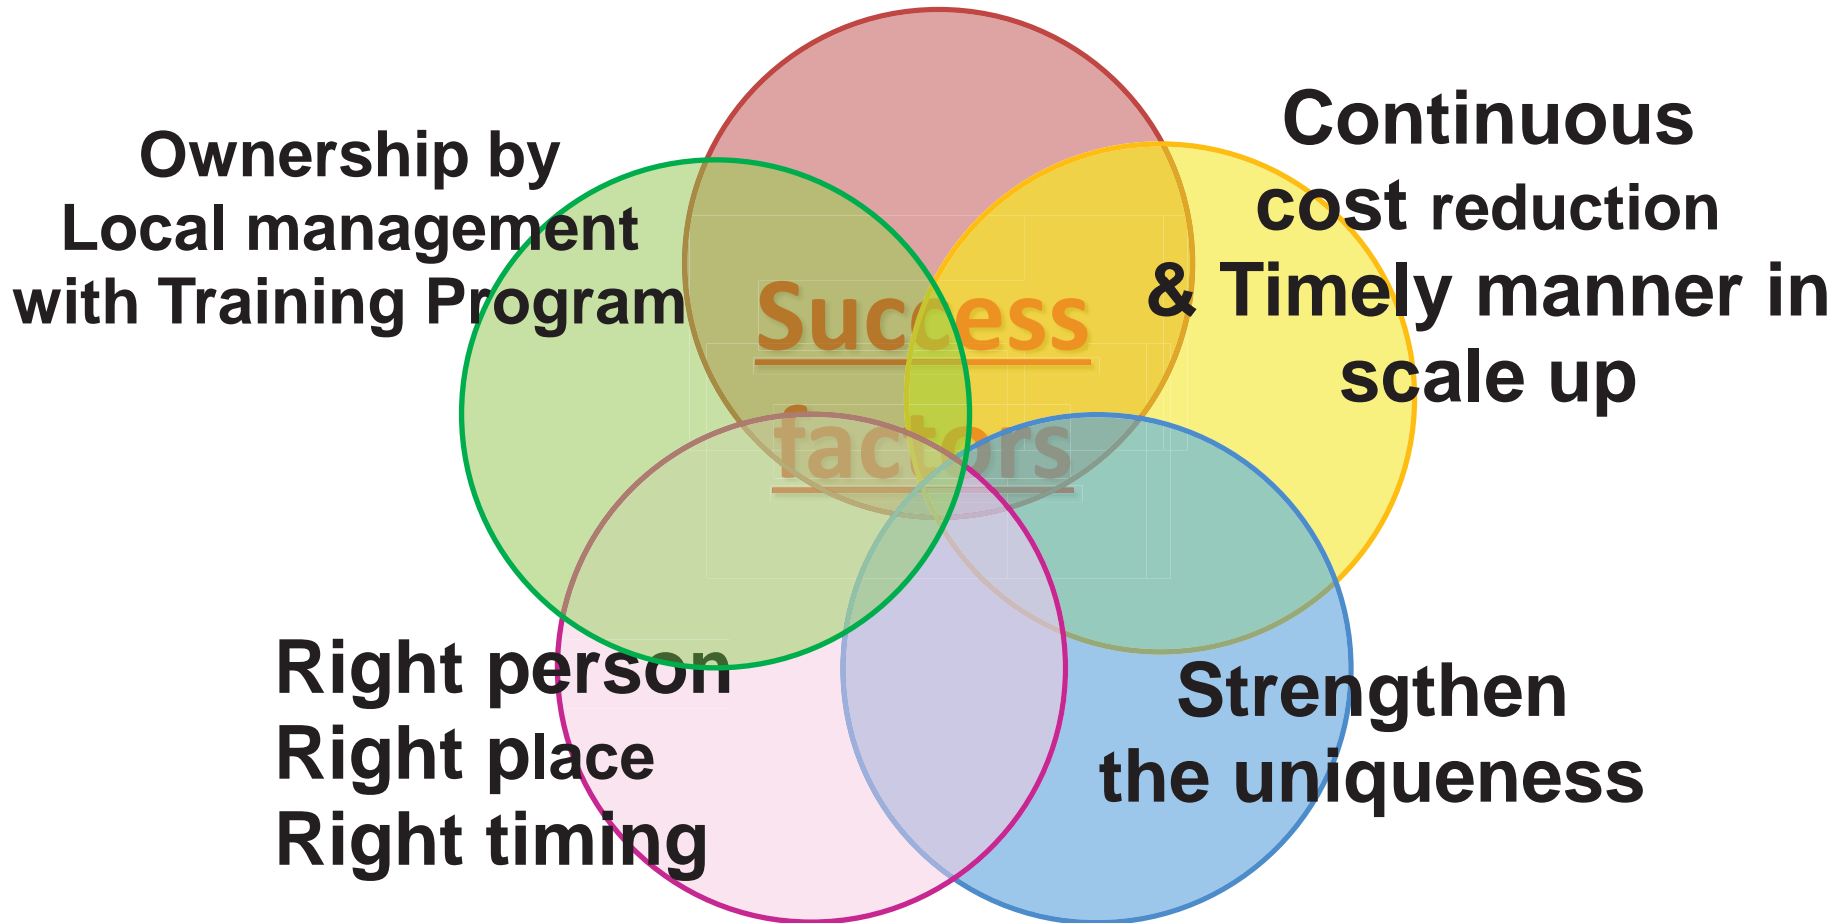 Ownership by
Local management
with Training Program
Continuous
cost reduction
& Timely manner in
scale up
Success
factors
Right person
Right place
Right timing
Strengthen
the uniqueness